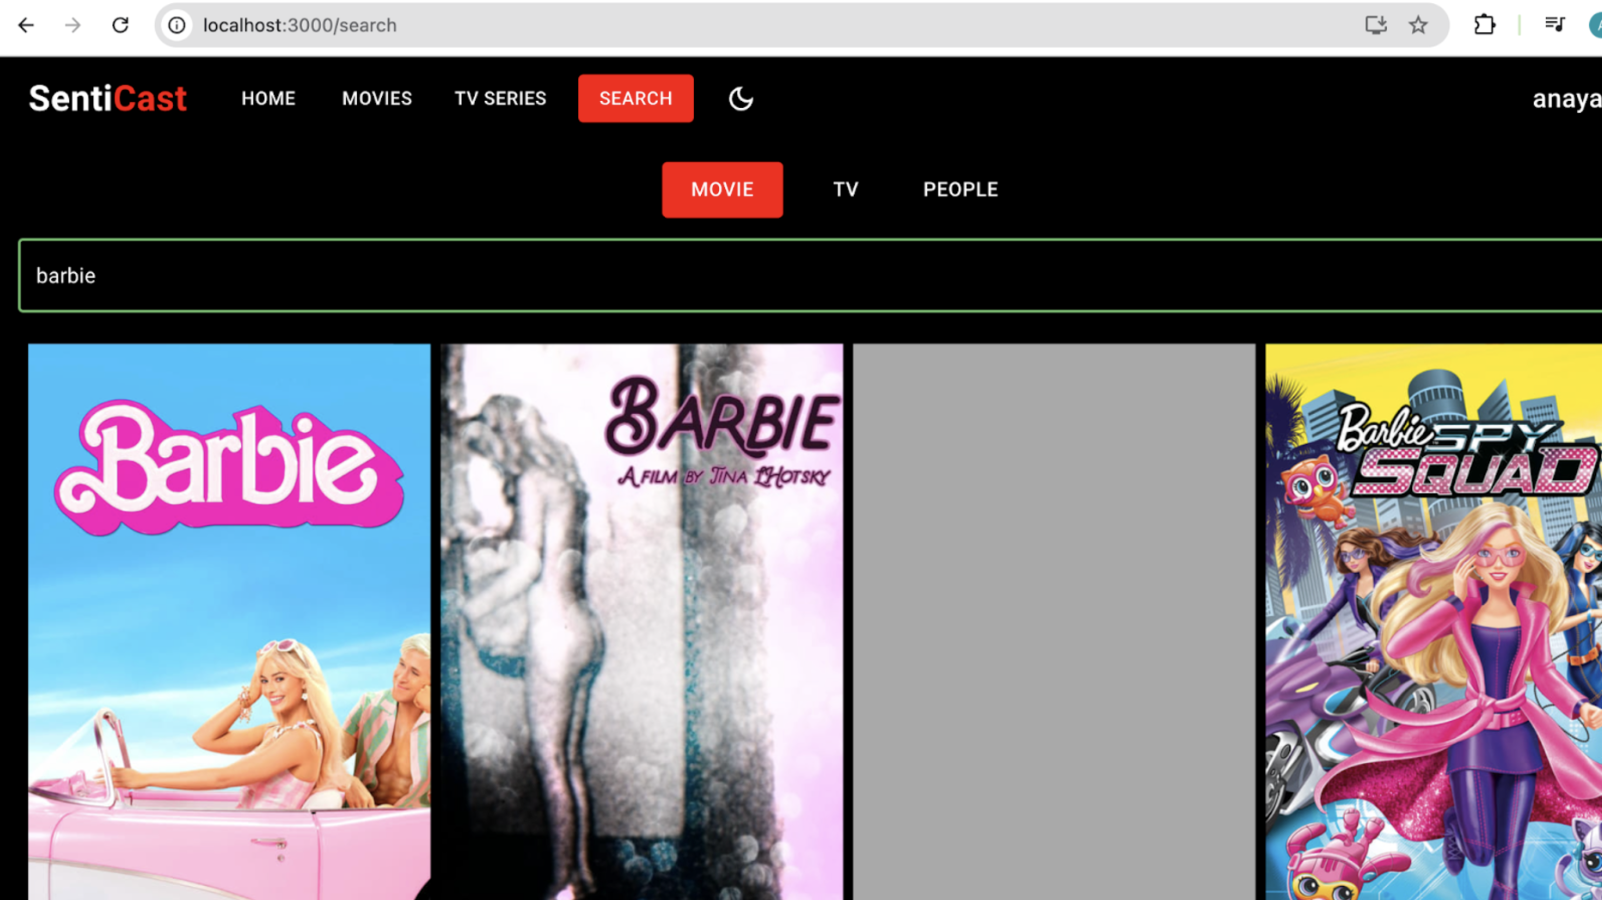 localhost:3000/search
SentiCast HOME MOVIES TV SERIES SEARCH anaya
MOVIE TV PEOPLE
barbie
Barbie
BARBIE
A FILM BY TINA LHOTSKY
Barbie SPY
SQUAD